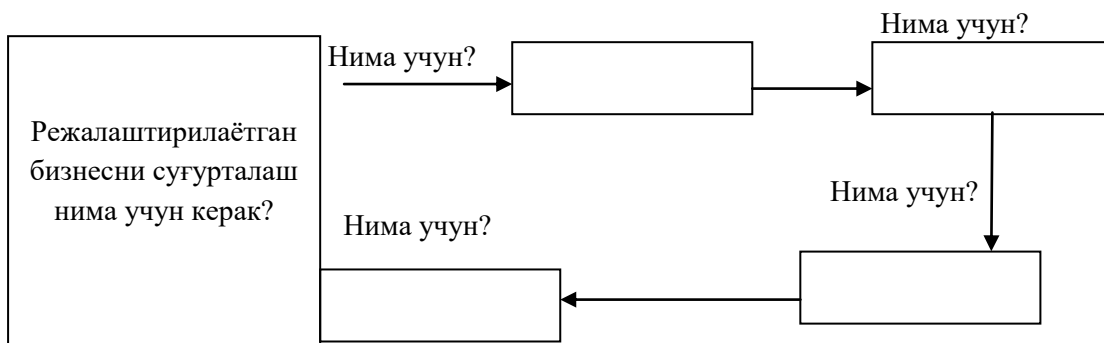 Режалаштирилаётган
бизнесни суғурталаш
нима учун керак?
Нима учун?
Нима учун?
Нима учун?
Нима учун?